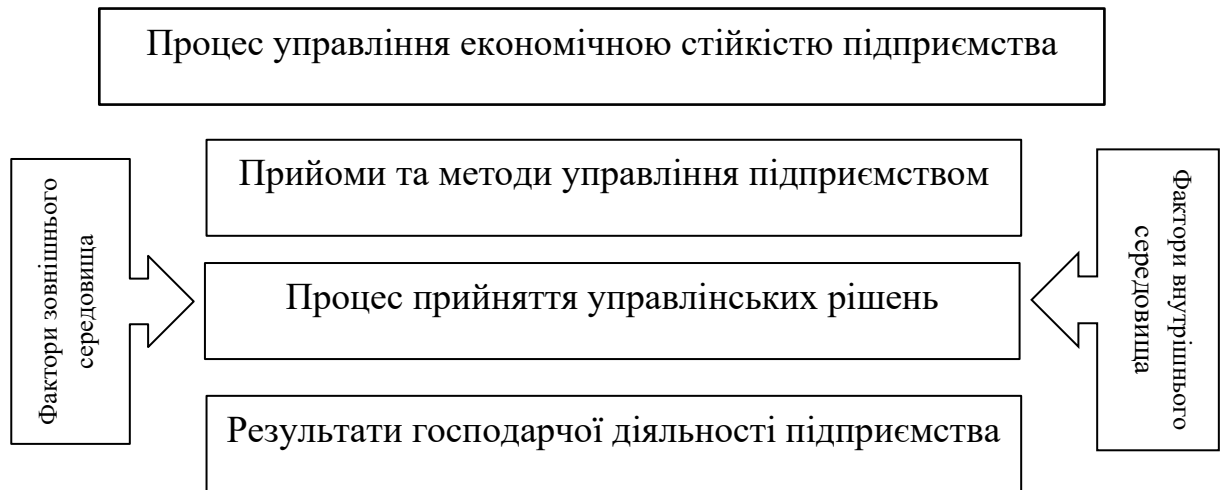 Процес управління економічною стійкістю підприємства
Прийоми та методи управління підприємством
Фактори зовнішнього
середовища
Процес прийняття управлінських рішень
Фактори внутрішнього
середовища
Результати господарчої діяльності підприємства